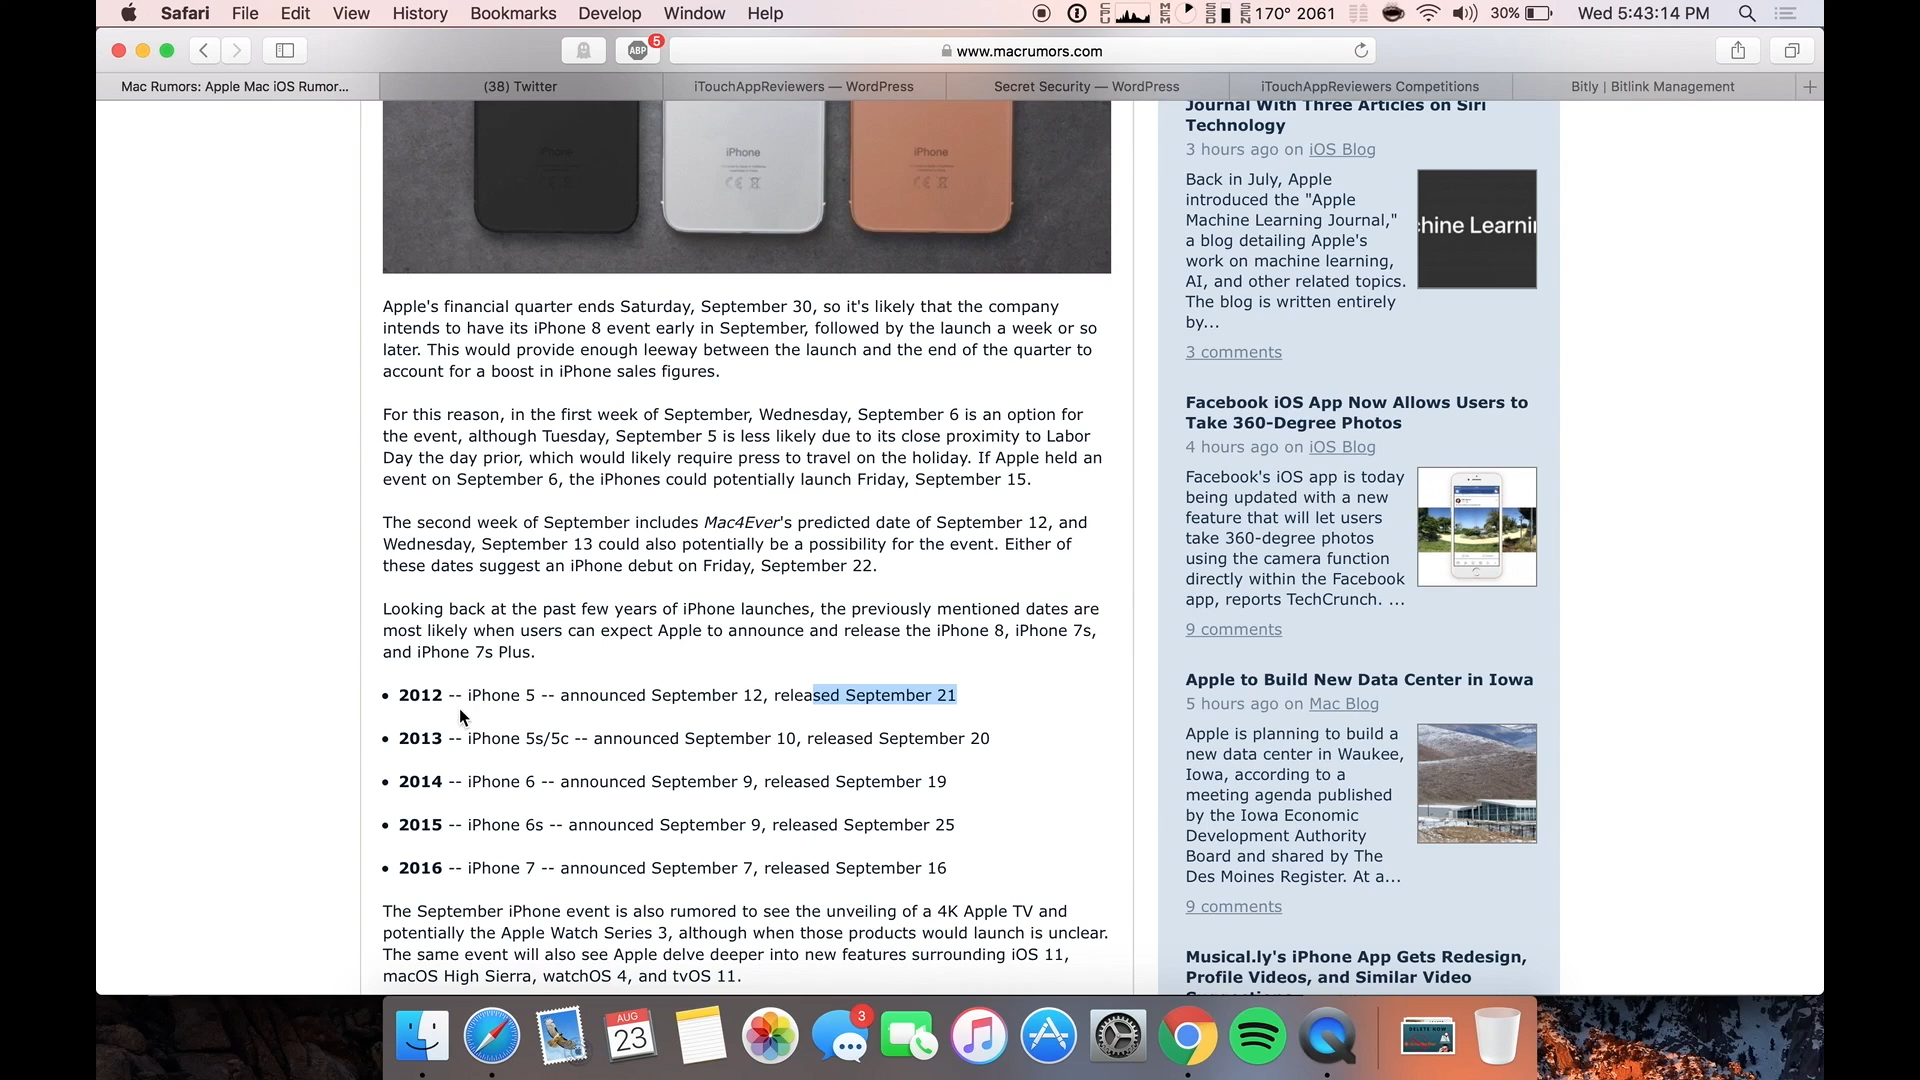 Safari File Edit View History Bookmarks Develop Window Help
170° 2061
30%
Wed 5:43:14 PM
ABP
5
www.macrumors.com
Mac Rumors: Apple Mac iOS Rumor...
(38) Twitter
iTouchAppReviewers — WordPress
Secret Security — WordPress
iTouchAppReviewers Competitions
Bitly | Bitlink Management
iPhone
iPhone
iPhone
Apple's financial quarter ends Saturday, September 30, so it's likely that the company
intends to have its iPhone 8 event early in September, followed by the launch a week or so
later. This would provide enough leeway between the launch and the end of the quarter to
account for a boost in iPhone sales figures.
For this reason, in the first week of September, Wednesday, September 6 is an option for
the event, although Tuesday, September 5 is less likely due to its close proximity to Labor
Day the day prior, which would likely require press to travel on the holiday. If Apple held an
event on September 6, the iPhones could potentially launch Friday, September 15.
The second week of September includes Mac4Ever's predicted date of September 12, and
Wednesday, September 13 could also potentially be a possibility for the event. Either of
these dates suggest an iPhone debut on Friday, September 22.
Looking back at the past few years of iPhone launches, the previously mentioned dates are
most likely when users can expect Apple to announce and release the iPhone 8, iPhone 7s,
and iPhone 7s Plus.
• 2012 -- iPhone 5 -- announced September 12, released September 21
• 2013 -- iPhone 5s/5c -- announced September 10, released September 20
• 2014 -- iPhone 6 -- announced September 9, released September 19
• 2015 -- iPhone 6s -- announced September 9, released September 25
• 2016 -- iPhone 7 -- announced September 7, released September 16
The September iPhone event is also rumored to see the unveiling of a 4K Apple TV and
potentially the Apple Watch Series 3, although when those products would launch is unclear.
The same event will also see Apple delve deeper into new features surrounding iOS 11,
macOS High Sierra, watchOS 4, and tvOS 11.
Journal With Three Articles on Siri
Technology
3 hours ago on iOS Blog
Back in July, Apple
introduced the "Apple
Machine Learning Journal,"
a blog detailing Apple's
work on machine learning,
AI, and other related topics.
The blog is written entirely
by...
hine Learni
3 comments
Facebook iOS App Now Allows Users to
Take 360-Degree Photos
4 hours ago on iOS Blog
Facebook's iOS app is today
being updated with a new
feature that will let users
take 360-degree photos
using the camera function
directly within the Facebook
app, reports TechCrunch. ...
9 comments
Apple to Build New Data Center in Iowa
5 hours ago on Mac Blog
Apple is planning to build a
new data center in Waukee,
Iowa, according to a
meeting agenda published
by the Iowa Economic
Development Authority
Board and shared by The
Des Moines Register. At a...
9 comments
Musical.ly's iPhone App Gets Redesign,
Profile Videos, and Similar Video
AUG
23
3
DELETE NOW